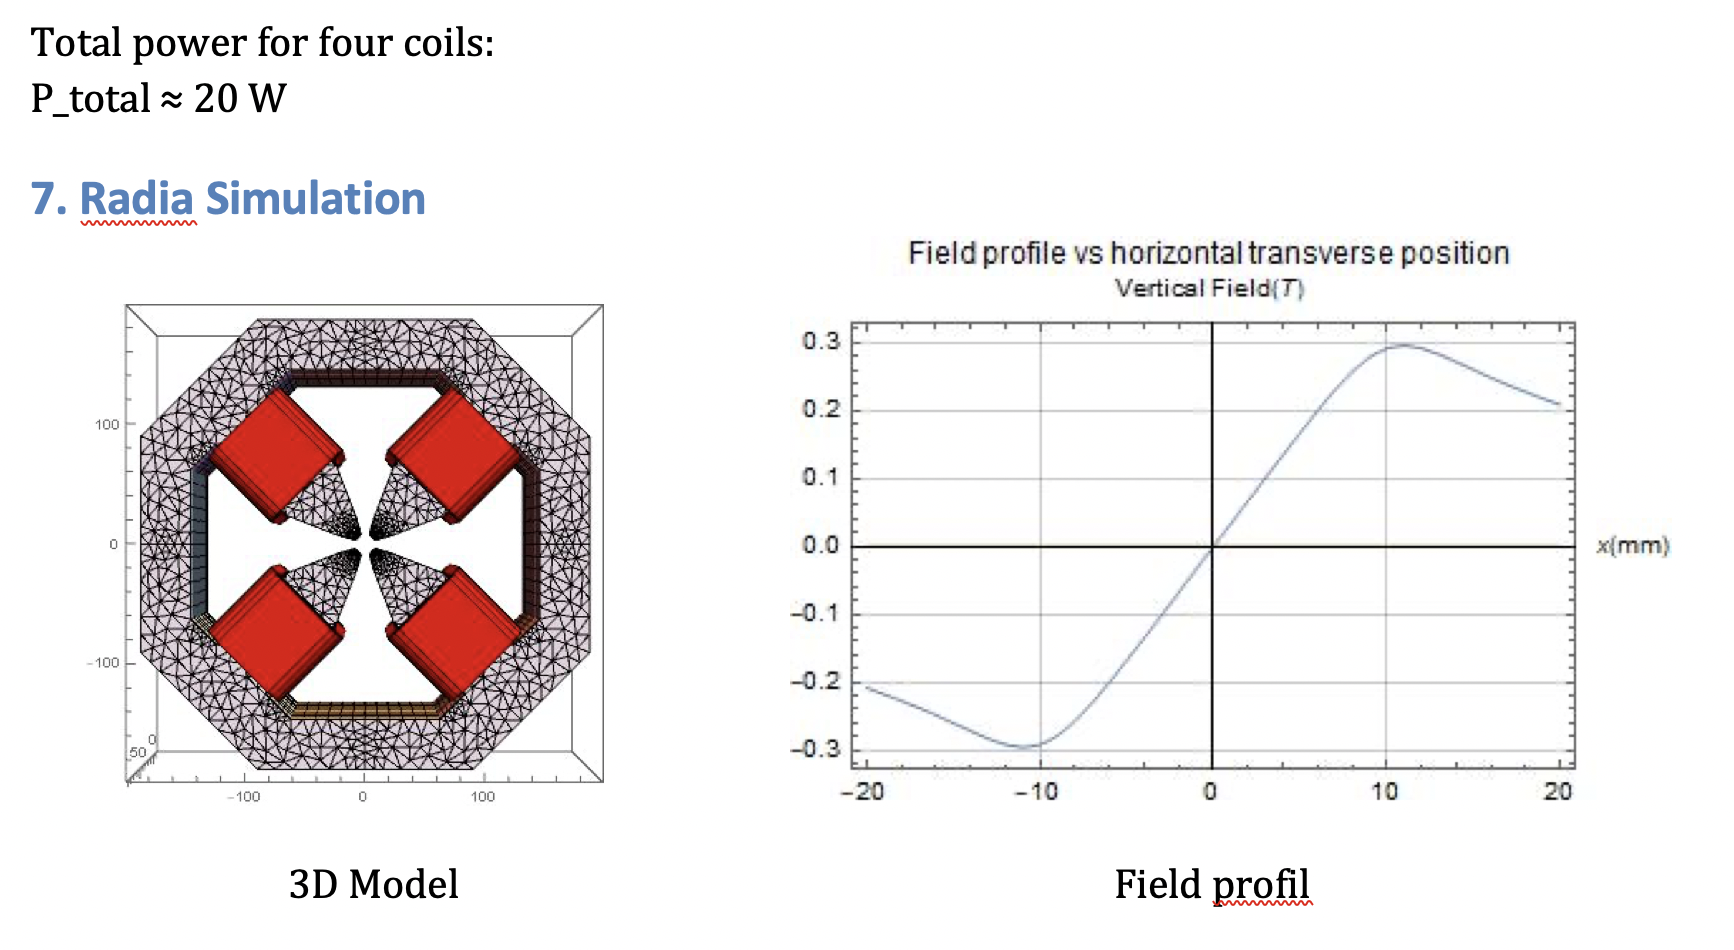 Total power for four coils:
P_total ≈ 20 W
7. Radia Simulation
Field profile vs horizontal transverse position
Vertical Field(T)
0.3
0.2
0.1
0.0
−0.1
−0.2
−0.3
−20
−10
0
10
20
x(mm)
100
0
−100
50
0
−100
0
100
3D Model
Field profil